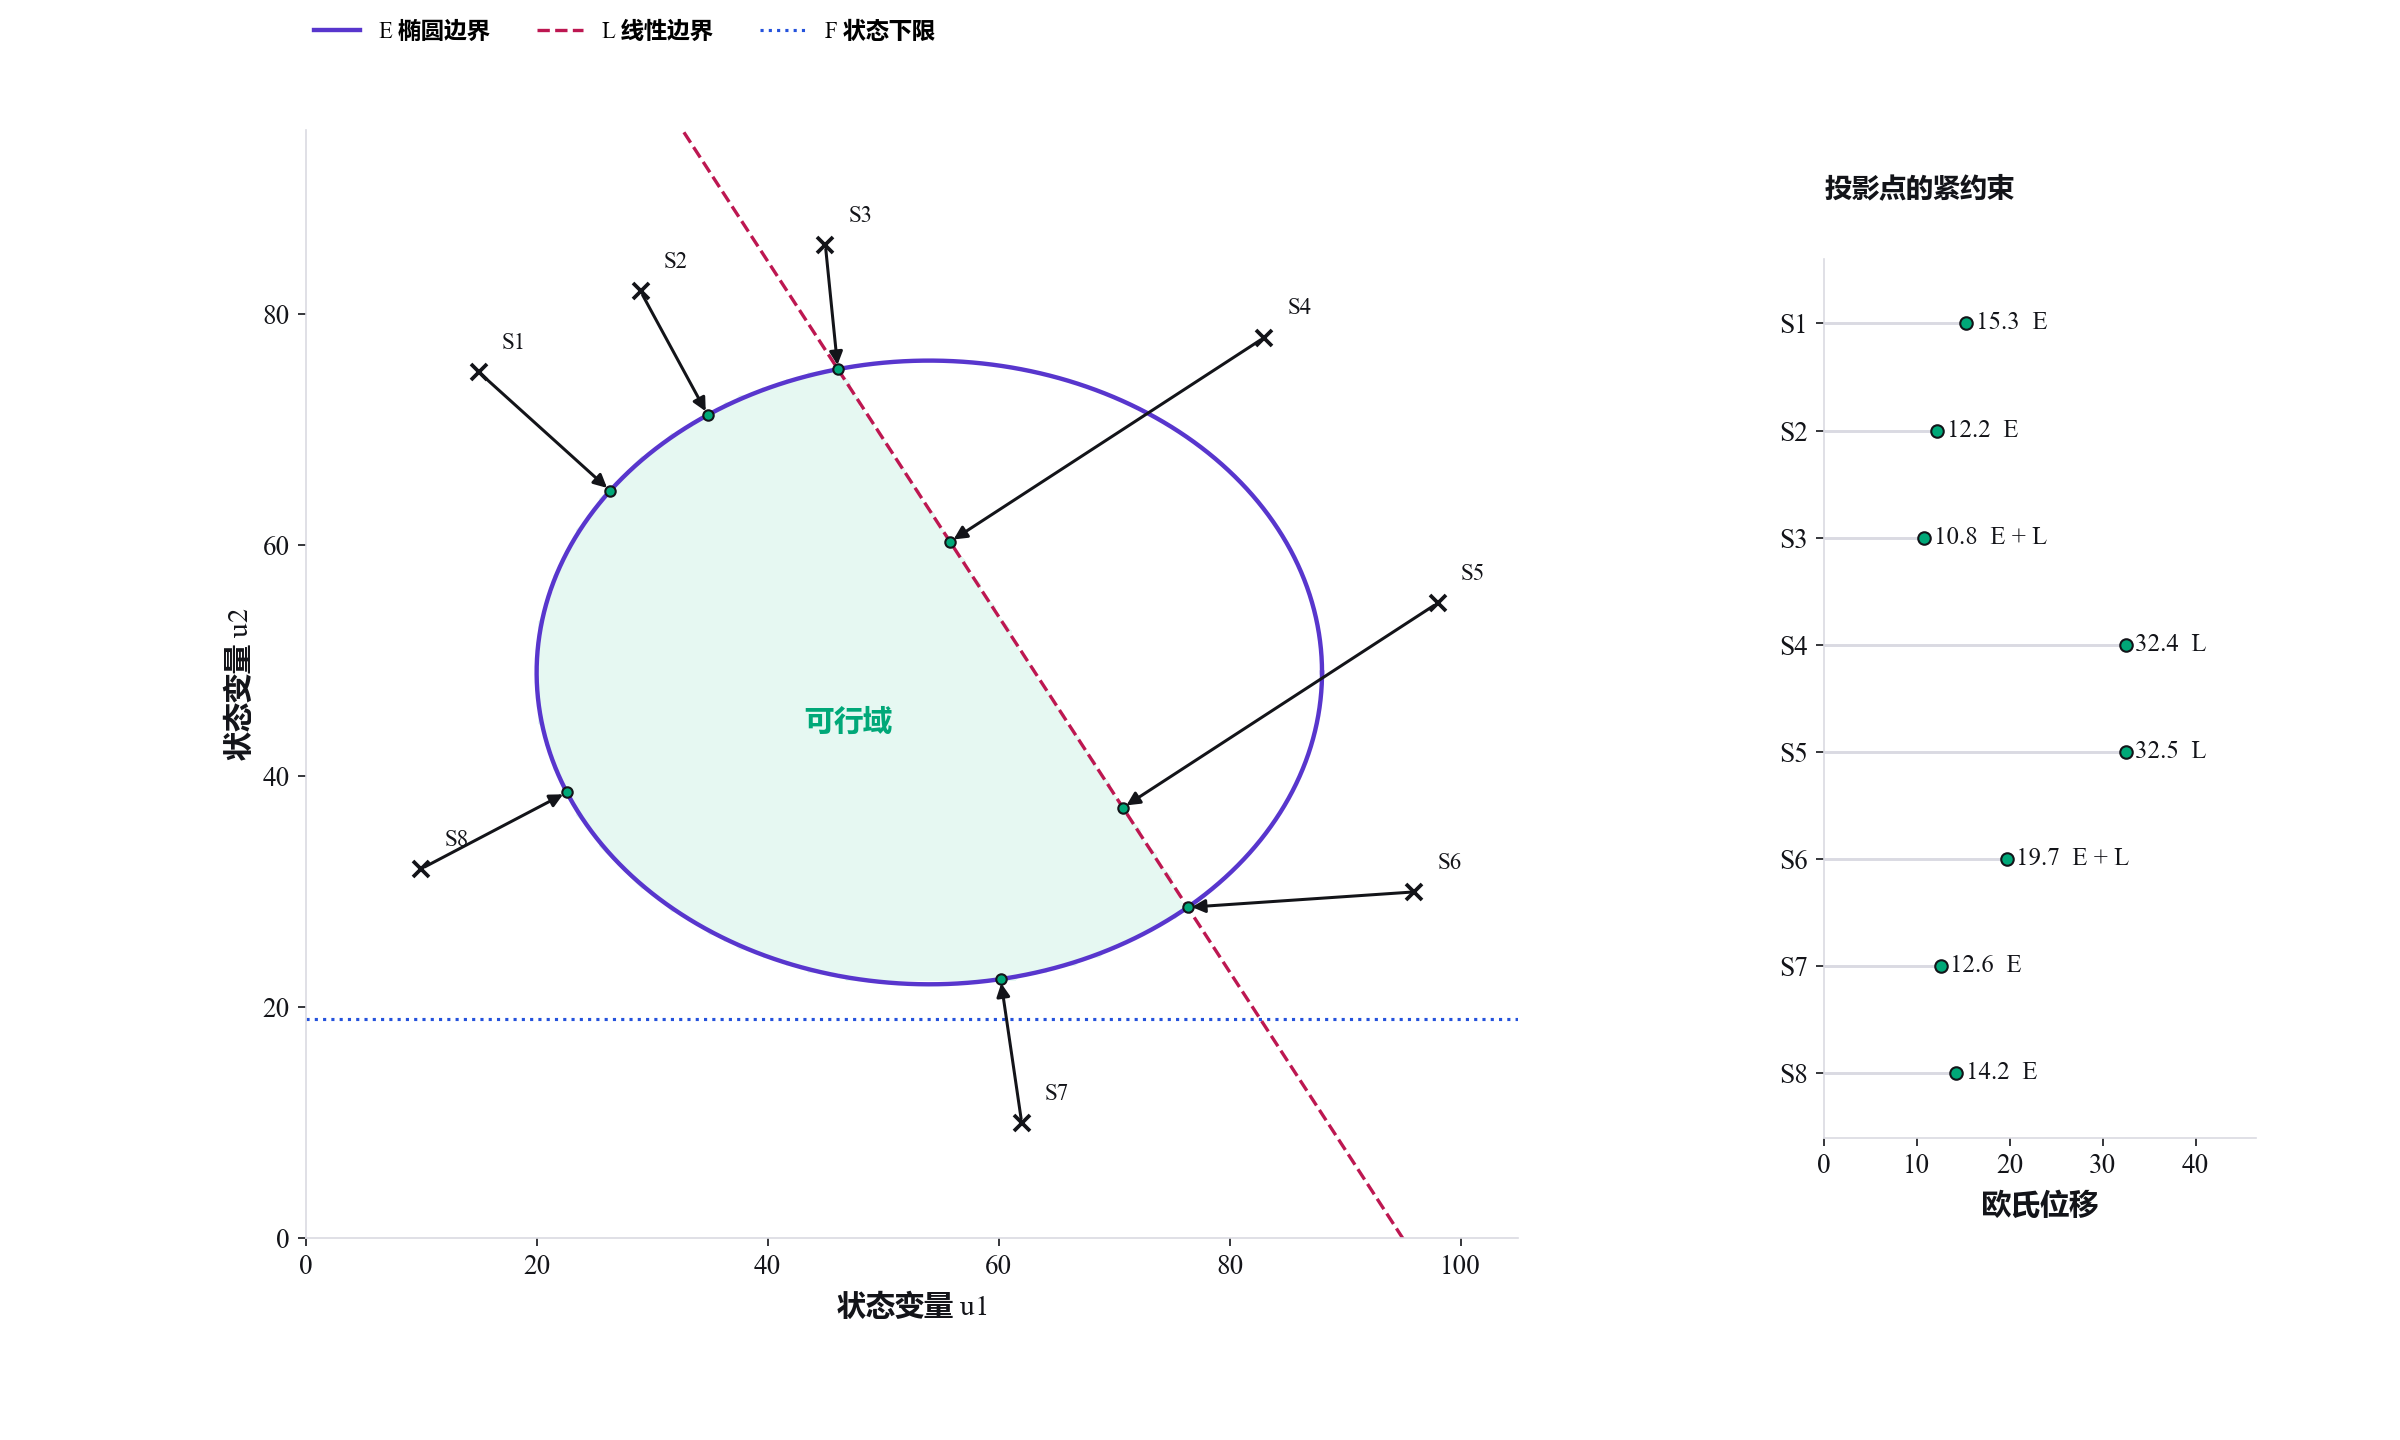 E 椭圆边界
L 线性边界
F 状态下限
S3
S2
S4
S1
S5
S8
S6
S7
可行域
80
60
40
20
0
0
20
40
60
80
100
状态变量 u2
状态变量 u1
投影点的紧约束
S1 15.3 E
S2 12.2 E
S3 10.8 E + L
S4 32.4 L
S5 32.5 L
S6 19.7 E + L
S7 12.6 E
S8 14.2 E
0 10 20 30 40
欧氏位移